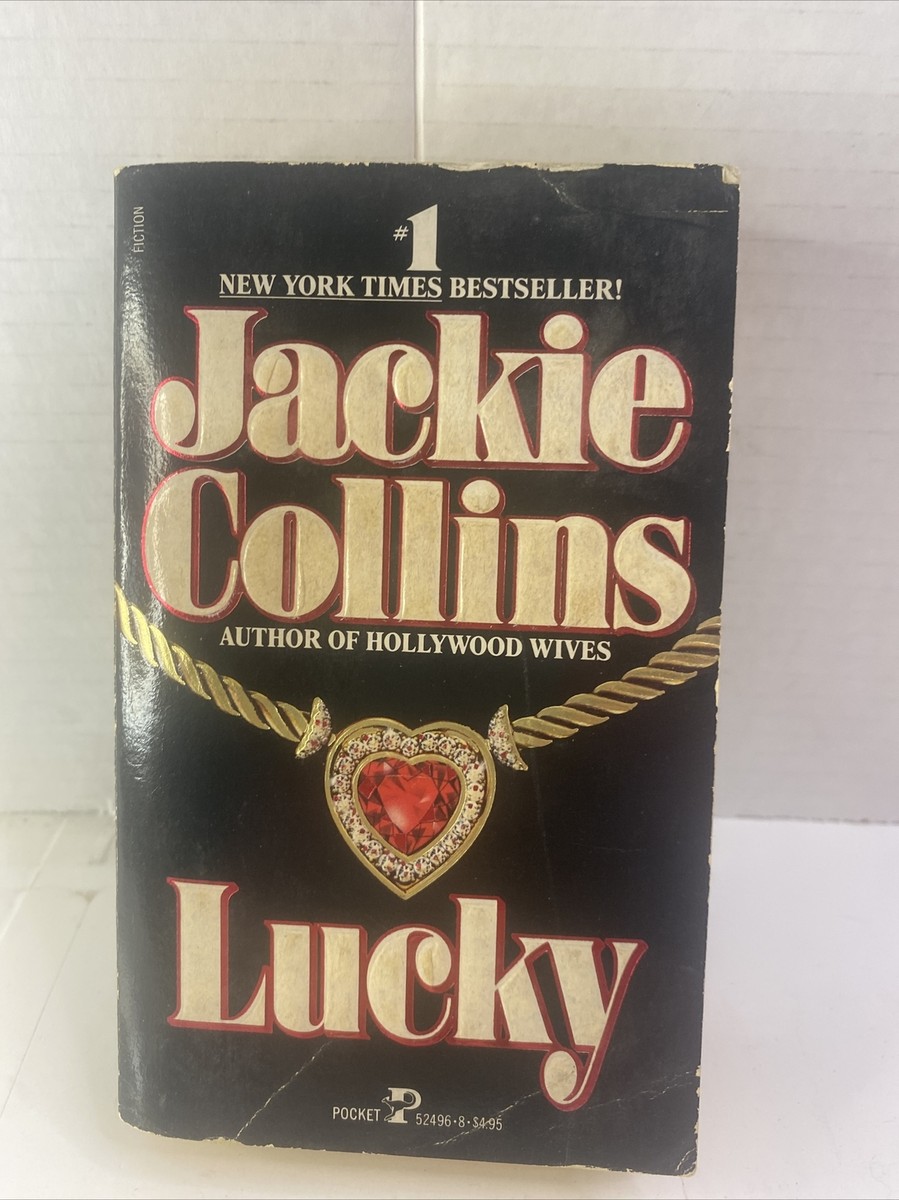 FICTION
#1
NEW YORK TIMES BESTSELLER!
Jackie
Collins
AUTHOR OF HOLLYWOOD WIVES
Lucky
POCKET P 52496·8·$4.95